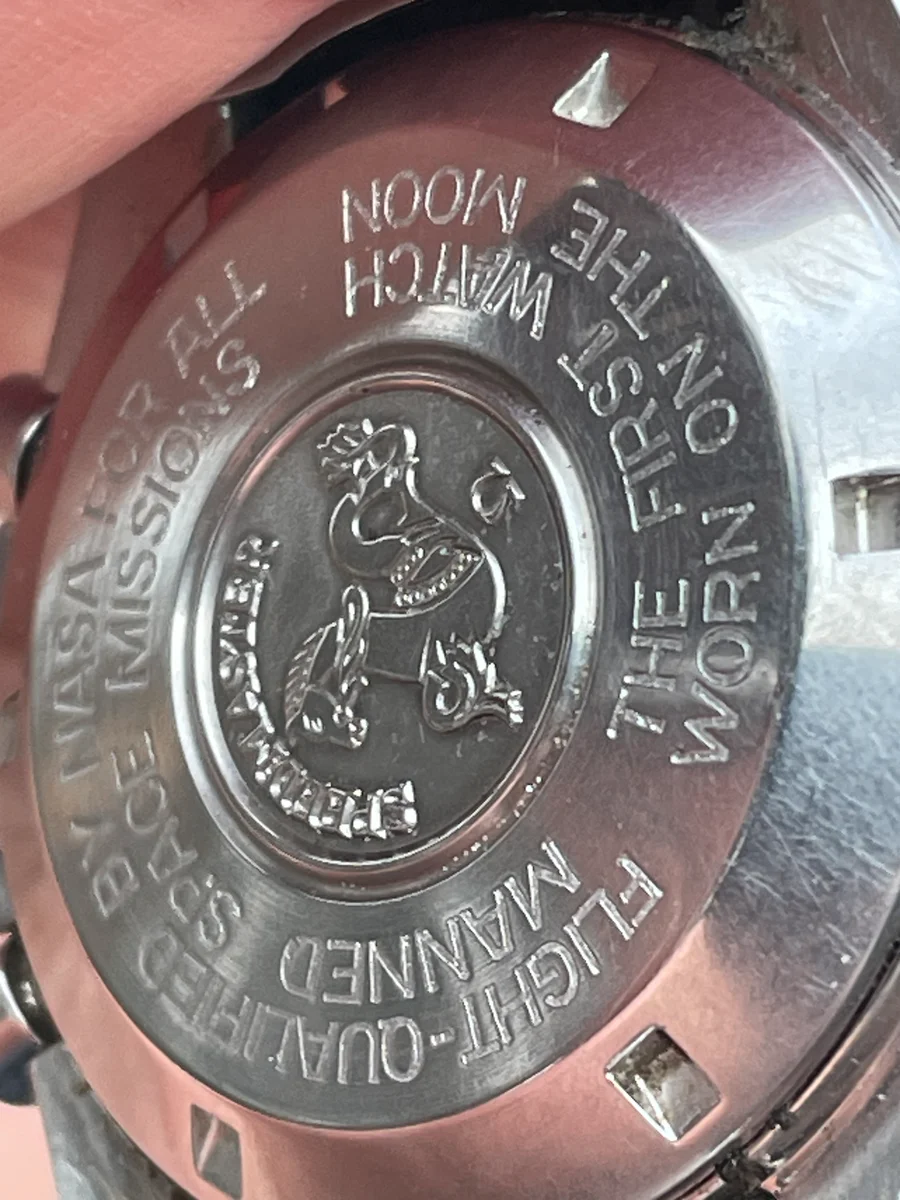 FLIGHT-QUALIFIED BY NASA FOR ALL
MANNED SPACE MISSIONS
THE FIRST WATCH
WORN ON THE MOON
Ω
SPEEDMASTER